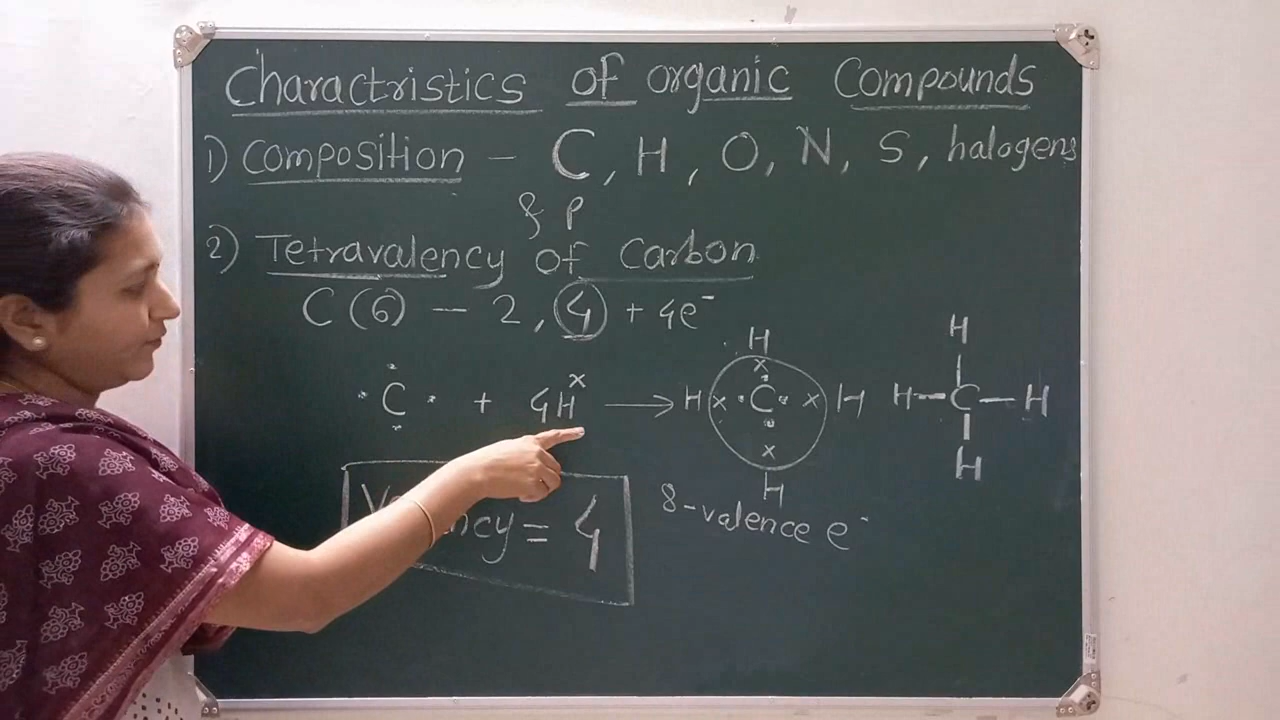 Charactristics of organic Compounds
1) Composition - C, H, O, N, S, halogens
& P
2) Tetravalency of Carbon
C (6) - 2, 4 + 4e⁻
C + 4H x → H x C x H H-C-H
H x H
x H H
= 4
8-valence e⁻